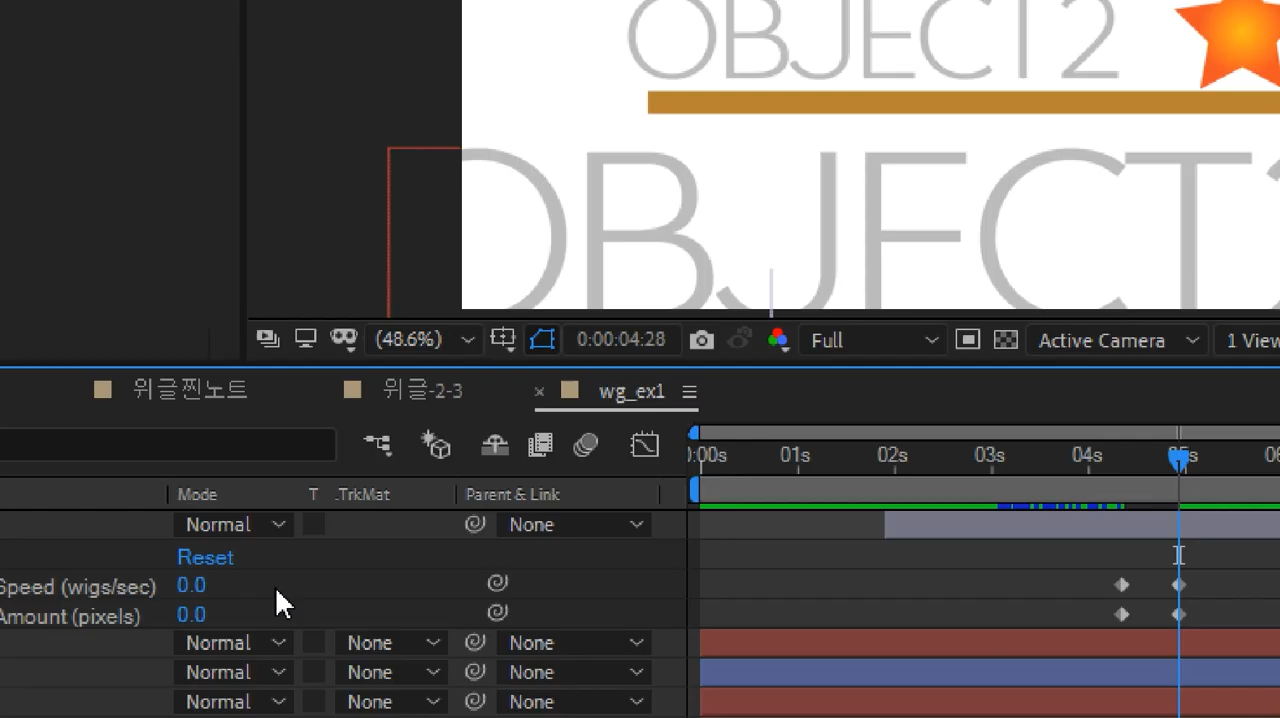 OBJECT2
OBJECT
(48.6%) 0:00:04:28 Full Active Camera 1 View
위글찐노트 위글-2-3 × wg_ex1
:00s 01s 02s 03s 04s 05s 06
Mode T .TrkMat Parent & Link
Normal None
Reset
Speed (wigs/sec) 0.0
Amount (pixels) 0.0
Normal None None
Normal None None
Normal None None